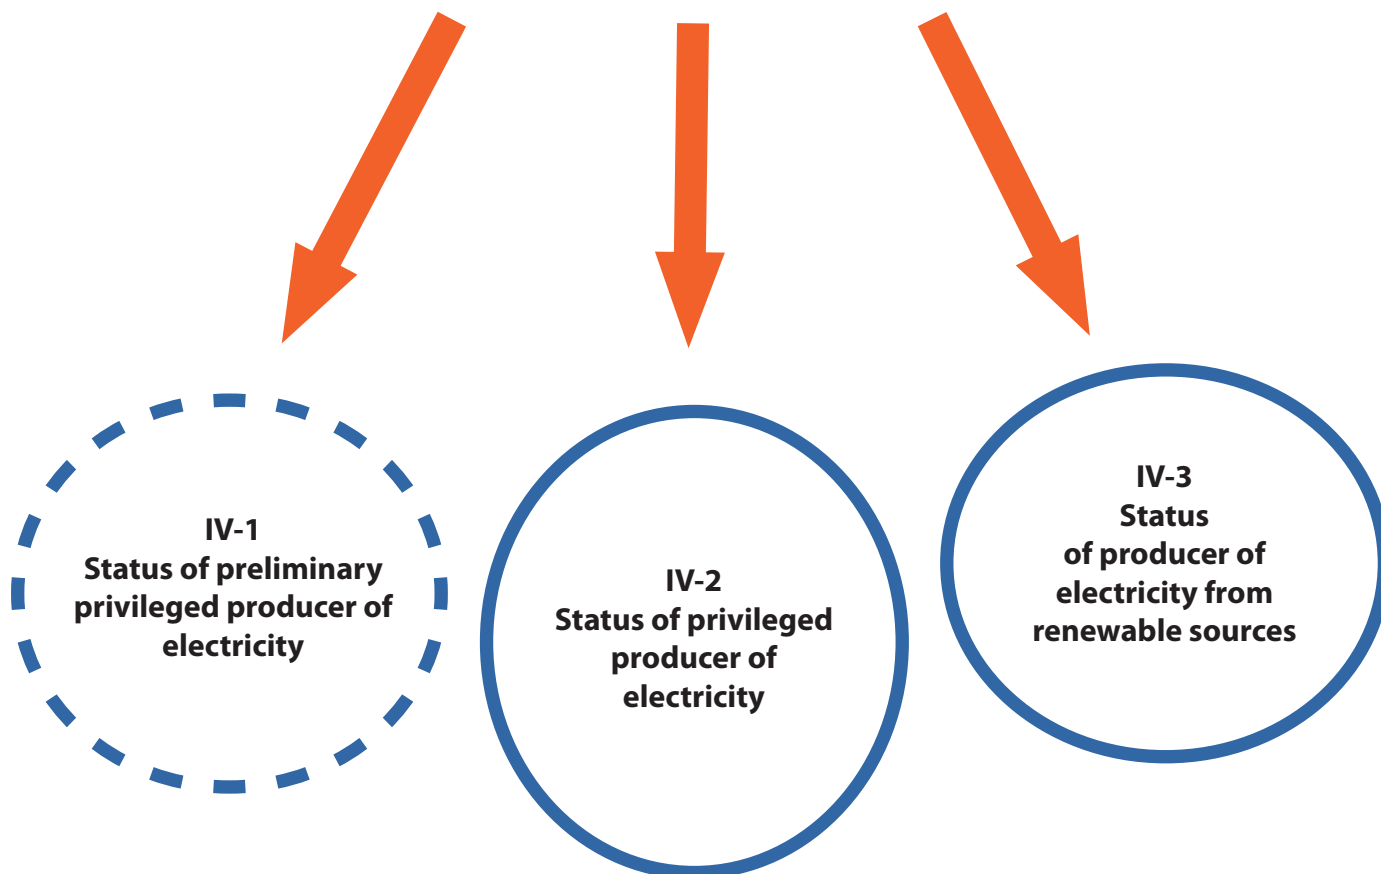 IV-1
Status of preliminary
privileged producer of
electricity
IV-2
Status of privileged
producer of
electricity
IV-3
Status
of producer of
electricity from
renewable sources